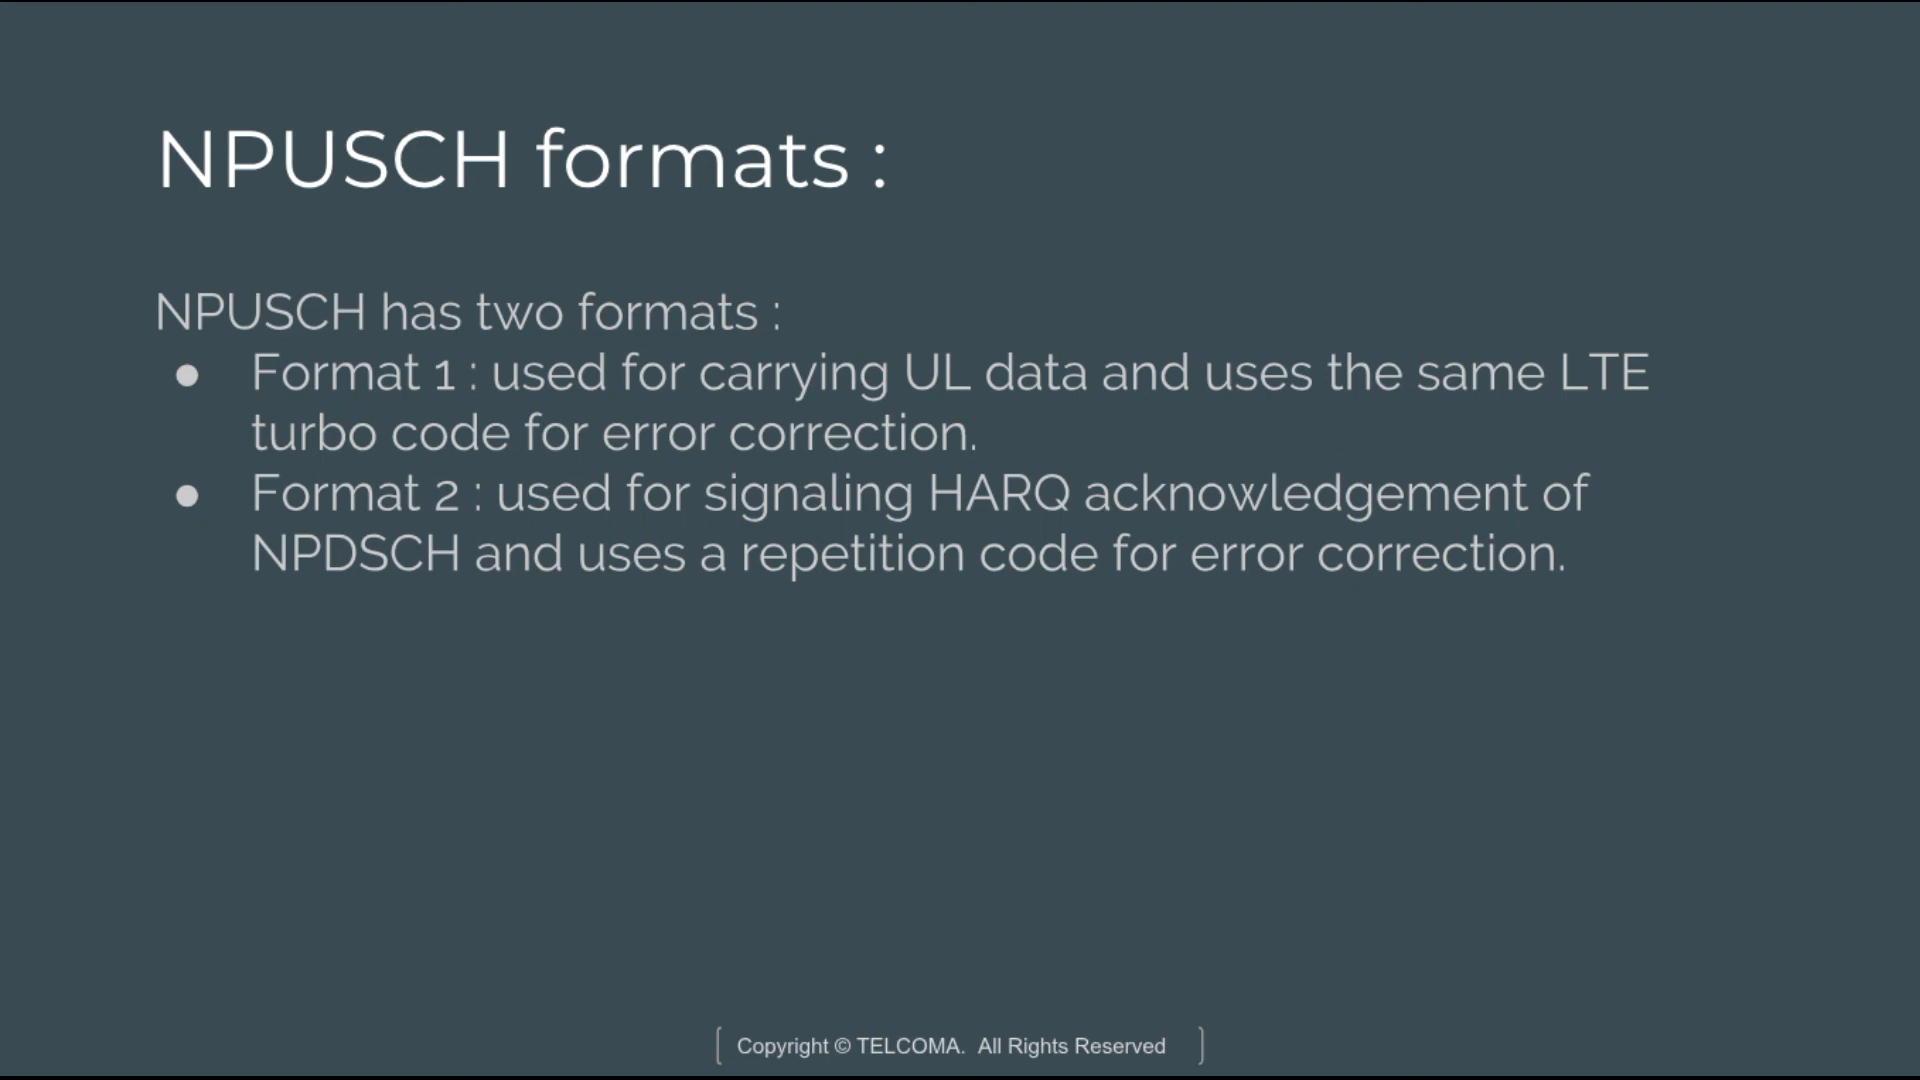 NPUSCH formats :
NPUSCH has two formats :
● Format 1 : used for carrying UL data and uses the same LTE
turbo code for error correction.
● Format 2 : used for signaling HARQ acknowledgement of
NPDSCH and uses a repetition code for error correction.
Copyright © TELCOMA. All Rights Reserved